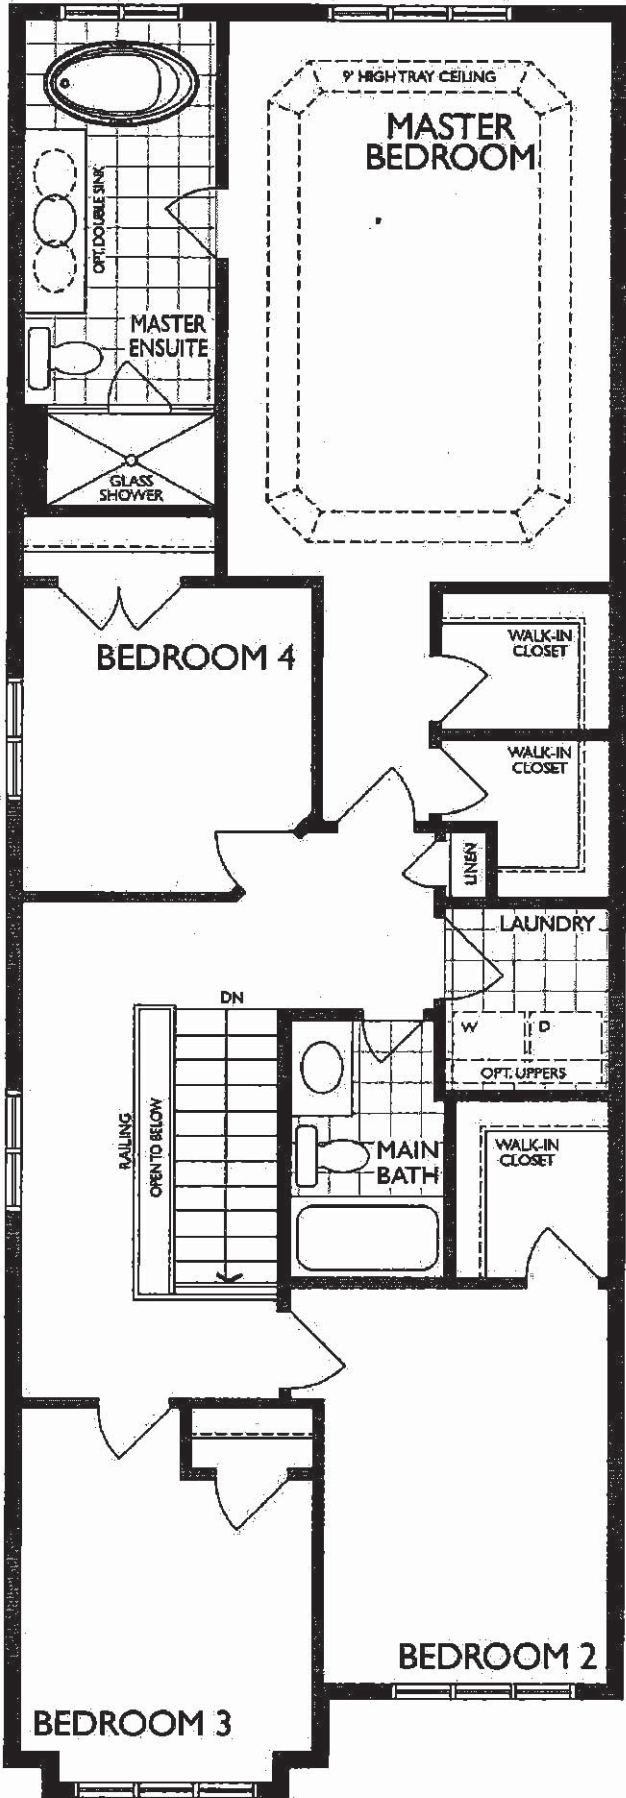 9' HIGH TRAY CEILING
MASTER
BEDROOM
OPT. DOUBLE SINK
MASTER
ENSUITE
GLASS
SHOWER
BEDROOM 4
WALK-IN
CLOSET
WALK-IN
CLOSET
LINEN
LAUNDRY
W
D
OPT. UPPERS
DN
RAILING
OPEN TO BELOW
MAIN
BATH
WALK-IN
CLOSET
BEDROOM 2
BEDROOM 3